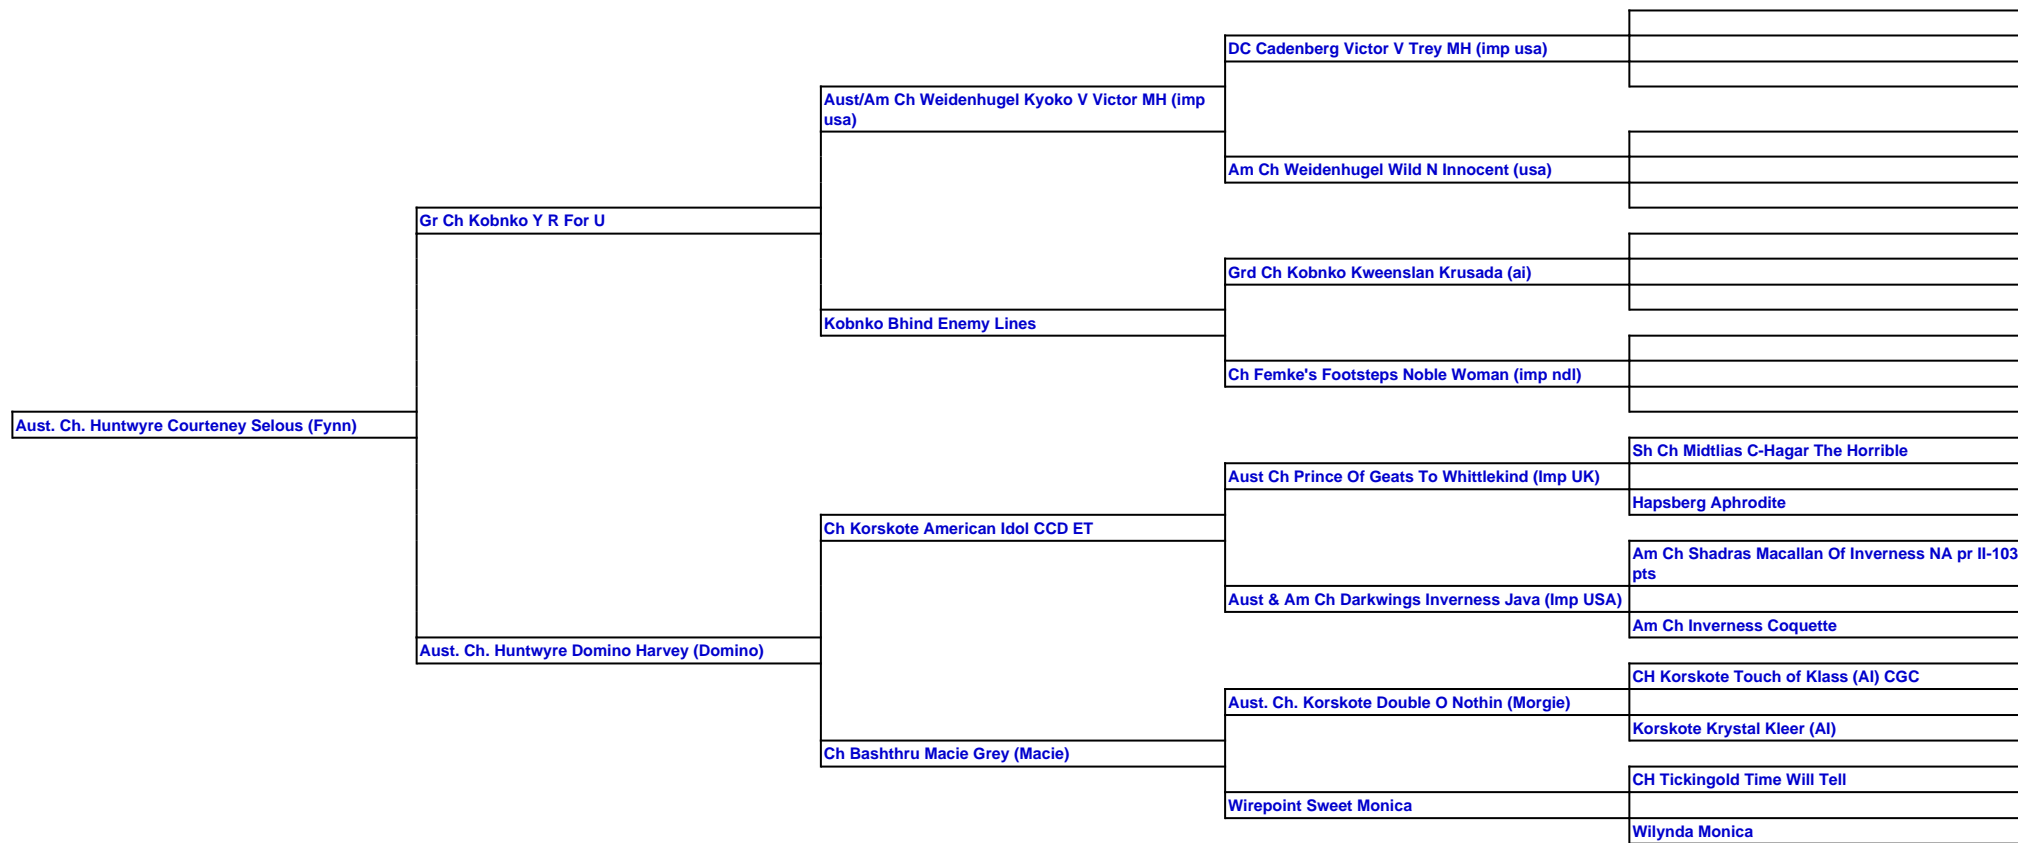 DC Cadenberg Victor V Trey MH (imp usa)
Aust/Am Ch Weidenhugel Kyoko V Victor MH (imp
usa)
Am Ch Weidenhugel Wild N Innocent (usa)
Gr Ch Kobnko Y R For U
Grd Ch Kobnko Kweenslan Krusada (ai)
Kobnko Bhind Enemy Lines
Ch Femke's Footsteps Noble Woman (imp ndl)
Aust. Ch. Huntwyre Courteney Selous (Fynn)
Sh Ch Midtlias C-Hagar The Horrible
Aust Ch Prince Of Geats To Whittlekind (Imp UK)
Hapsberg Aphrodite
Ch Korskote American Idol CCD ET
Am Ch Shadras Macallan Of Inverness NA pr II-103
pts
Aust & Am Ch Darkwings Inverness Java (Imp USA)
Am Ch Inverness Coquette
Aust. Ch. Huntwyre Domino Harvey (Domino)
CH Korskote Touch of Klass (AI) CGC
Aust. Ch. Korskote Double O Nothin (Morgie)
Korskote Krystal Kleer (AI)
Ch Bashthru Macie Grey (Macie)
CH Tickingold Time Will Tell
Wirepoint Sweet Monica
Wilynda Monica